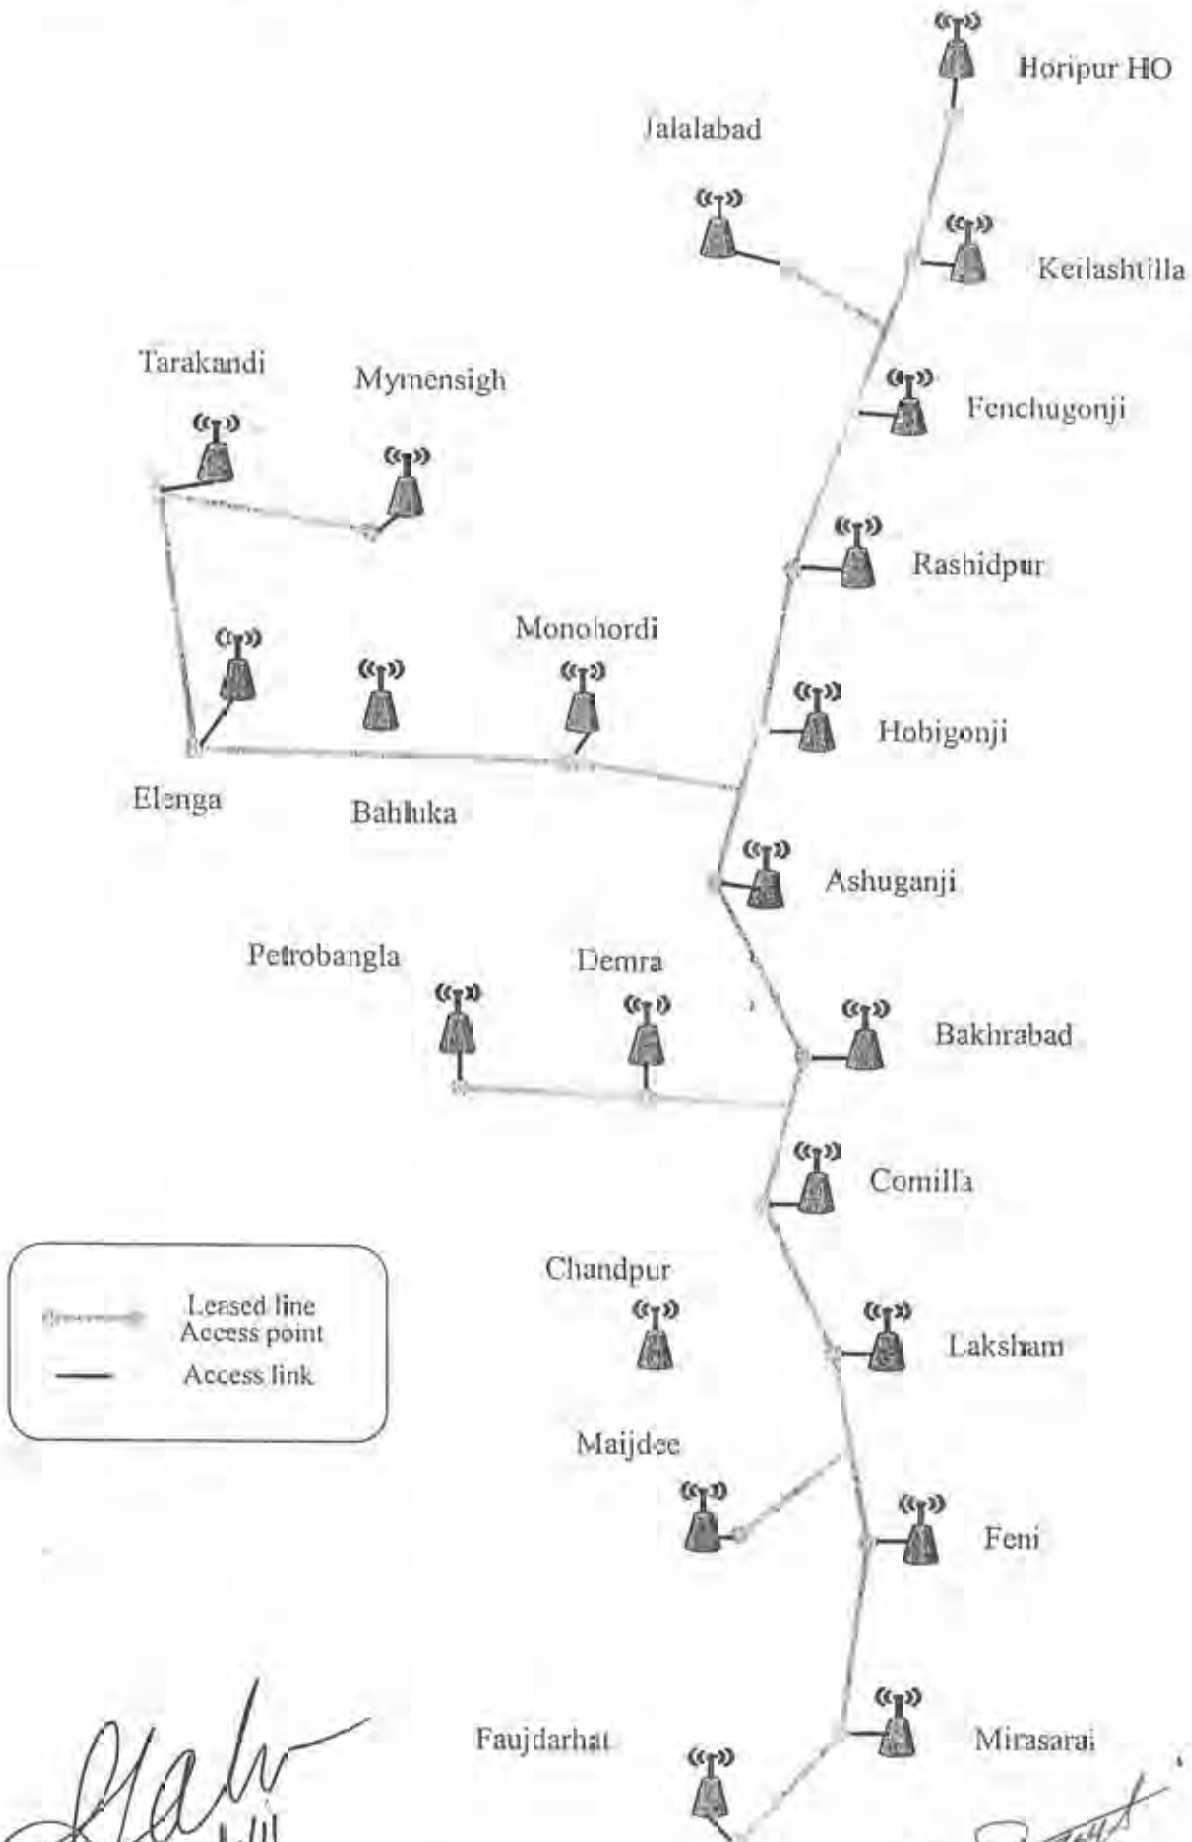 Horipur HO
Jalalabad
Keilashtilla
Tarakandi
Mymensigh
Fenchugonji
Rashidpur
Monohordi
Hobigonji
Elenga
Bahluka
Ashuganji
Petrobangla
Demra
Bakhrabad
Comilla
Chandpur
Leased line
Access point
Access link
Laksham
Maijdee
Feni
Faujdarhat
Mirasarai